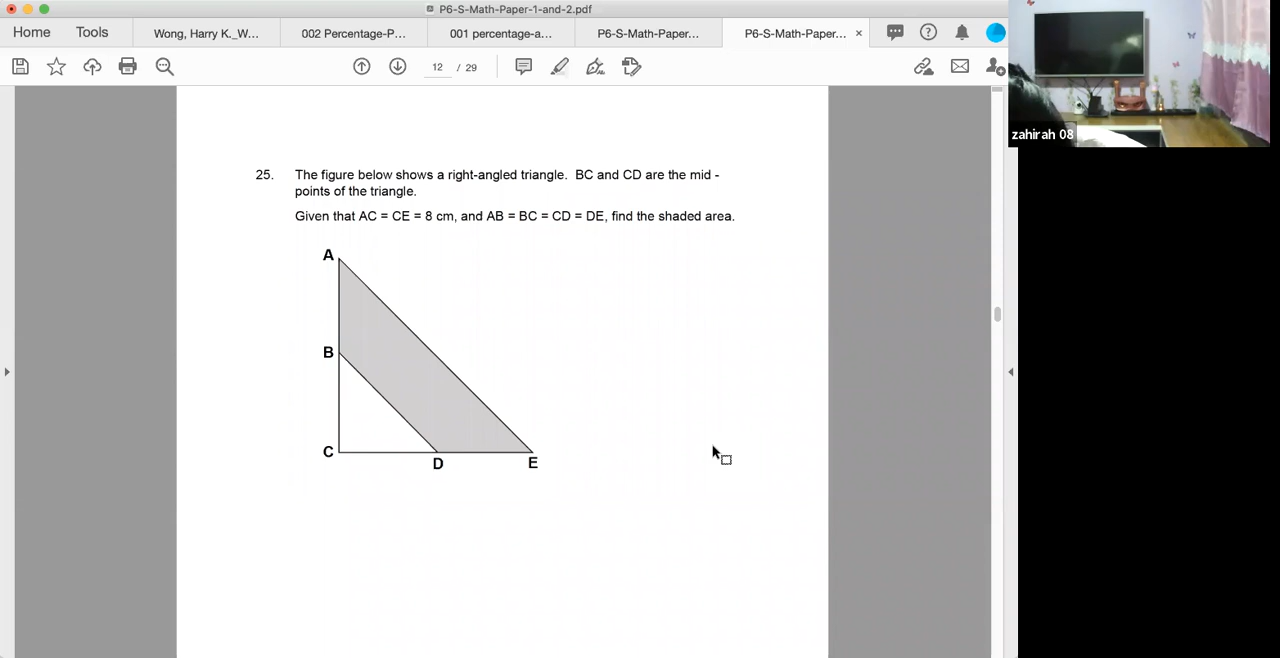 P6-S-Math-Paper-1-and-2.pdf
Home Tools Wong, Harry K._W... 002 Percentage-P... 001 percentage-a... P6-S-Math-Paper... P6-S-Math-Paper... ×
12 / 29
zahirah 08
25. The figure below shows a right-angled triangle. BC and CD are the mid -
points of the triangle.
Given that AC = CE = 8 cm, and AB = BC = CD = DE, find the shaded area.
A
B
C
D E